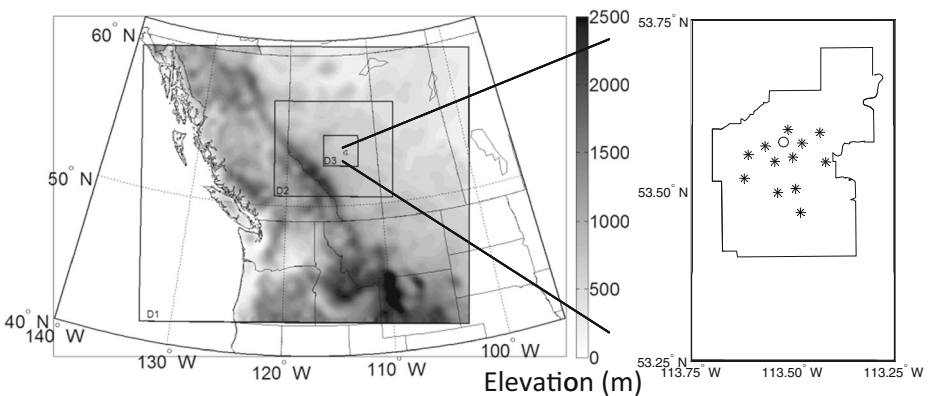 60° N
50° N
40° N
140° W
130° W
120° W
110° W
100° W
D1
D2
D3
2500
2000
1500
1000
500
0
Elevation (m)
53.75° N
53.50° N
53.25° N
113.75° W
113.50° W
113.25° W